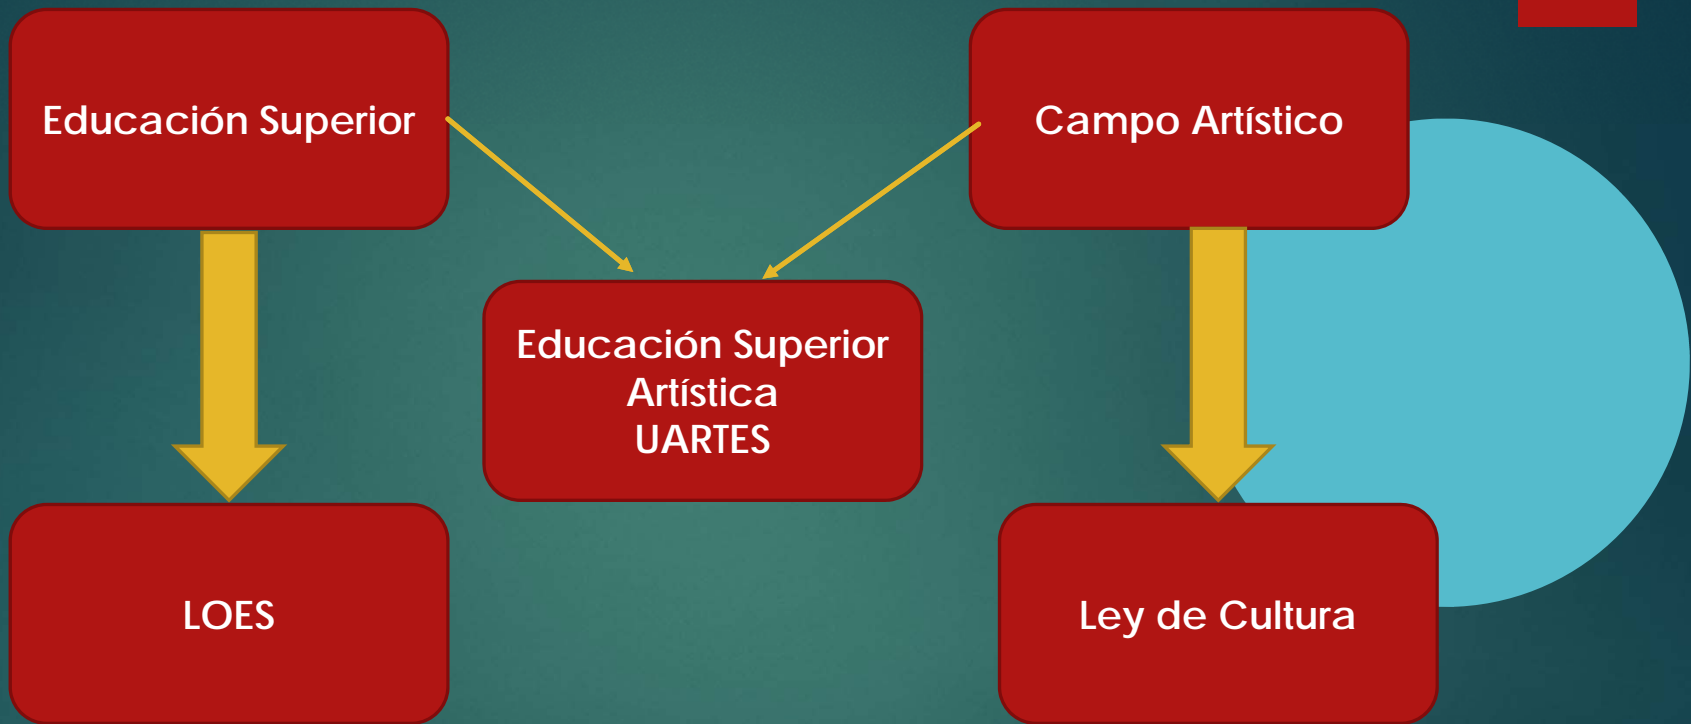 Educación Superior
Campo Artístico
Educación Superior
Artística
UARTES
LOES
Ley de Cultura